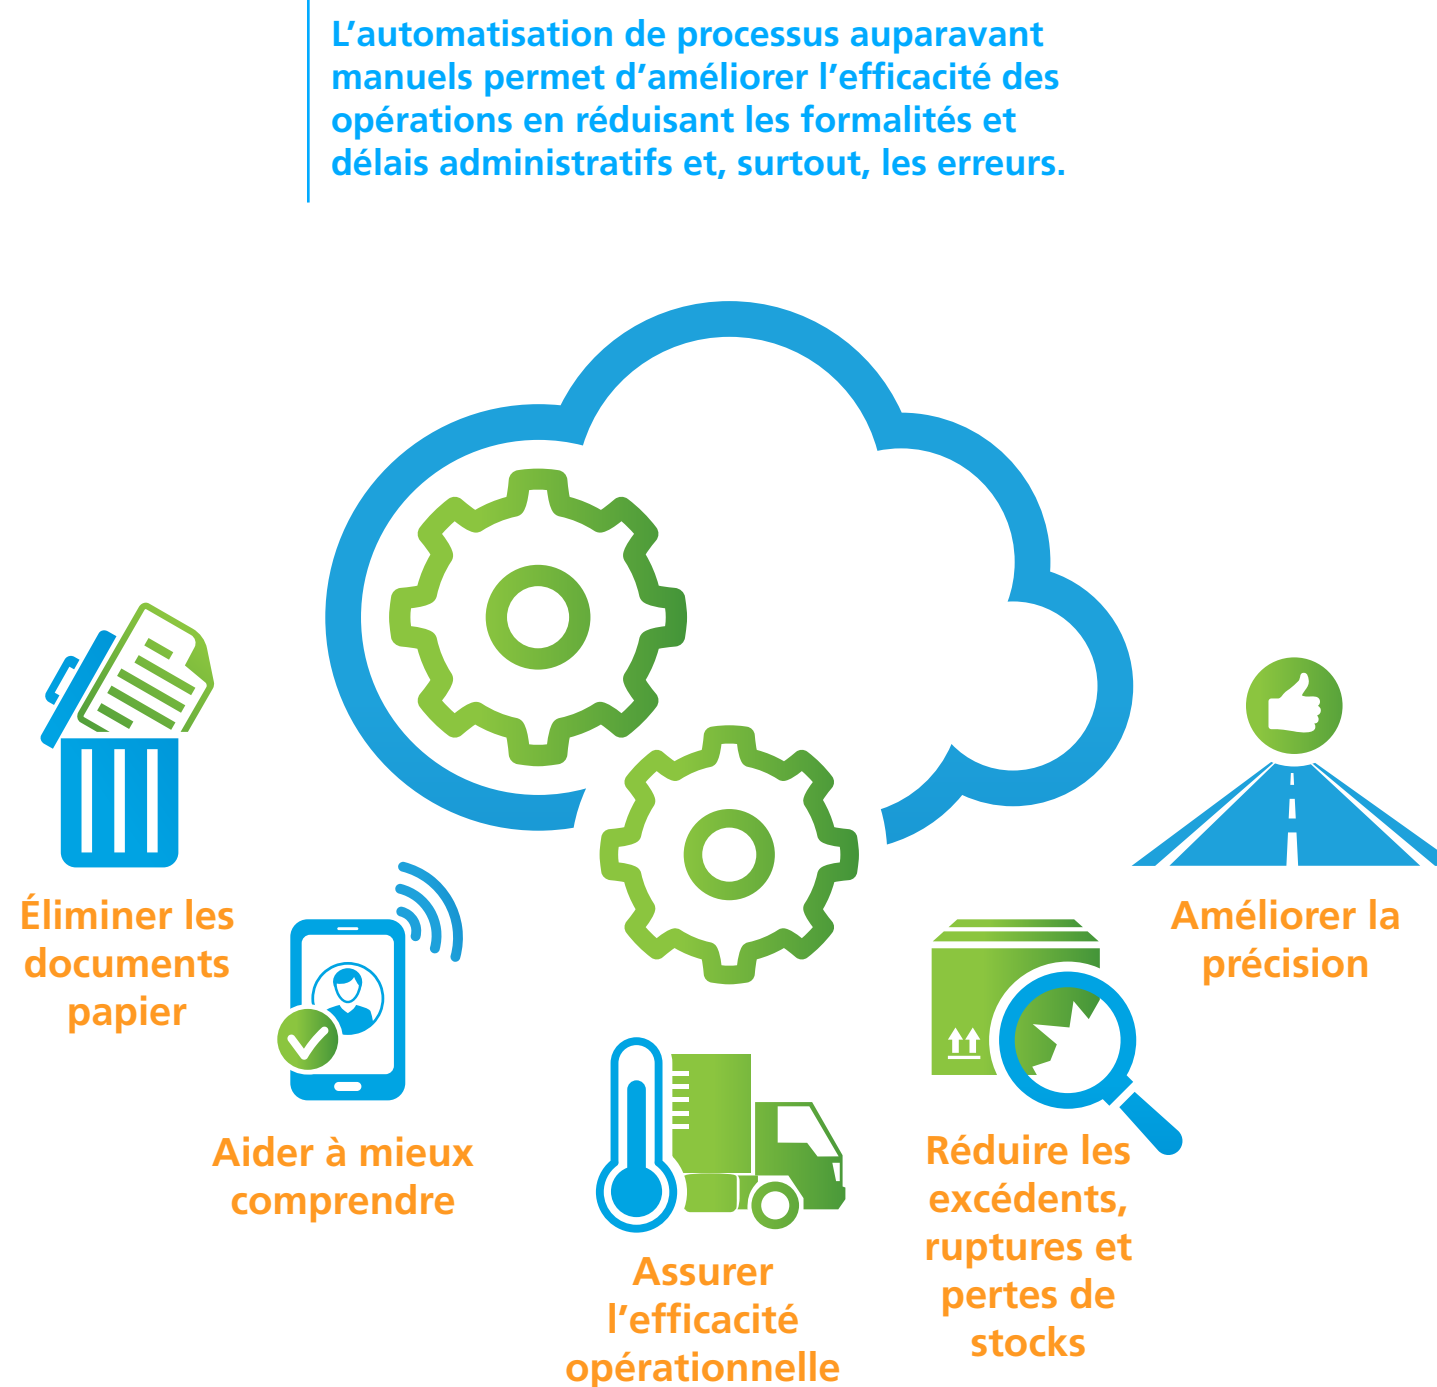 L’automatisation de processus auparavant
manuels permet d’améliorer l’efficacité des
opérations en réduisant les formalités et
délais administratifs et, surtout, les erreurs.
Éliminer les
documents
papier
Aider à mieux
comprendre
Assurer
l’efficacité
opérationnelle
Réduire les
excédents,
ruptures et
pertes de
stocks
Améliorer la
précision